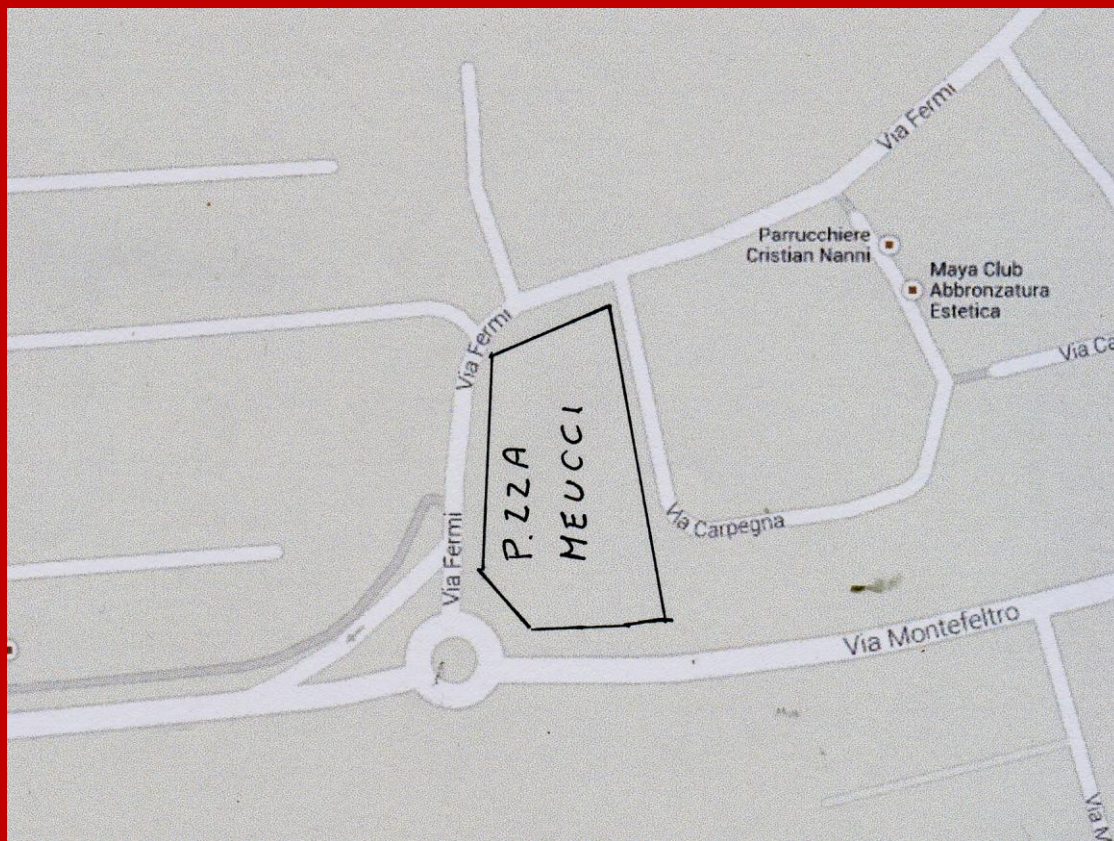 Via Fermi
Parrucchiere
Cristian Nanni
Maya Club
Abbronzatura
Estetica
Via Fermi
Via Ca
P.ZZA
MEUCCI
Via Carpegna
Via Fermi
Via Montefeltro
Via M